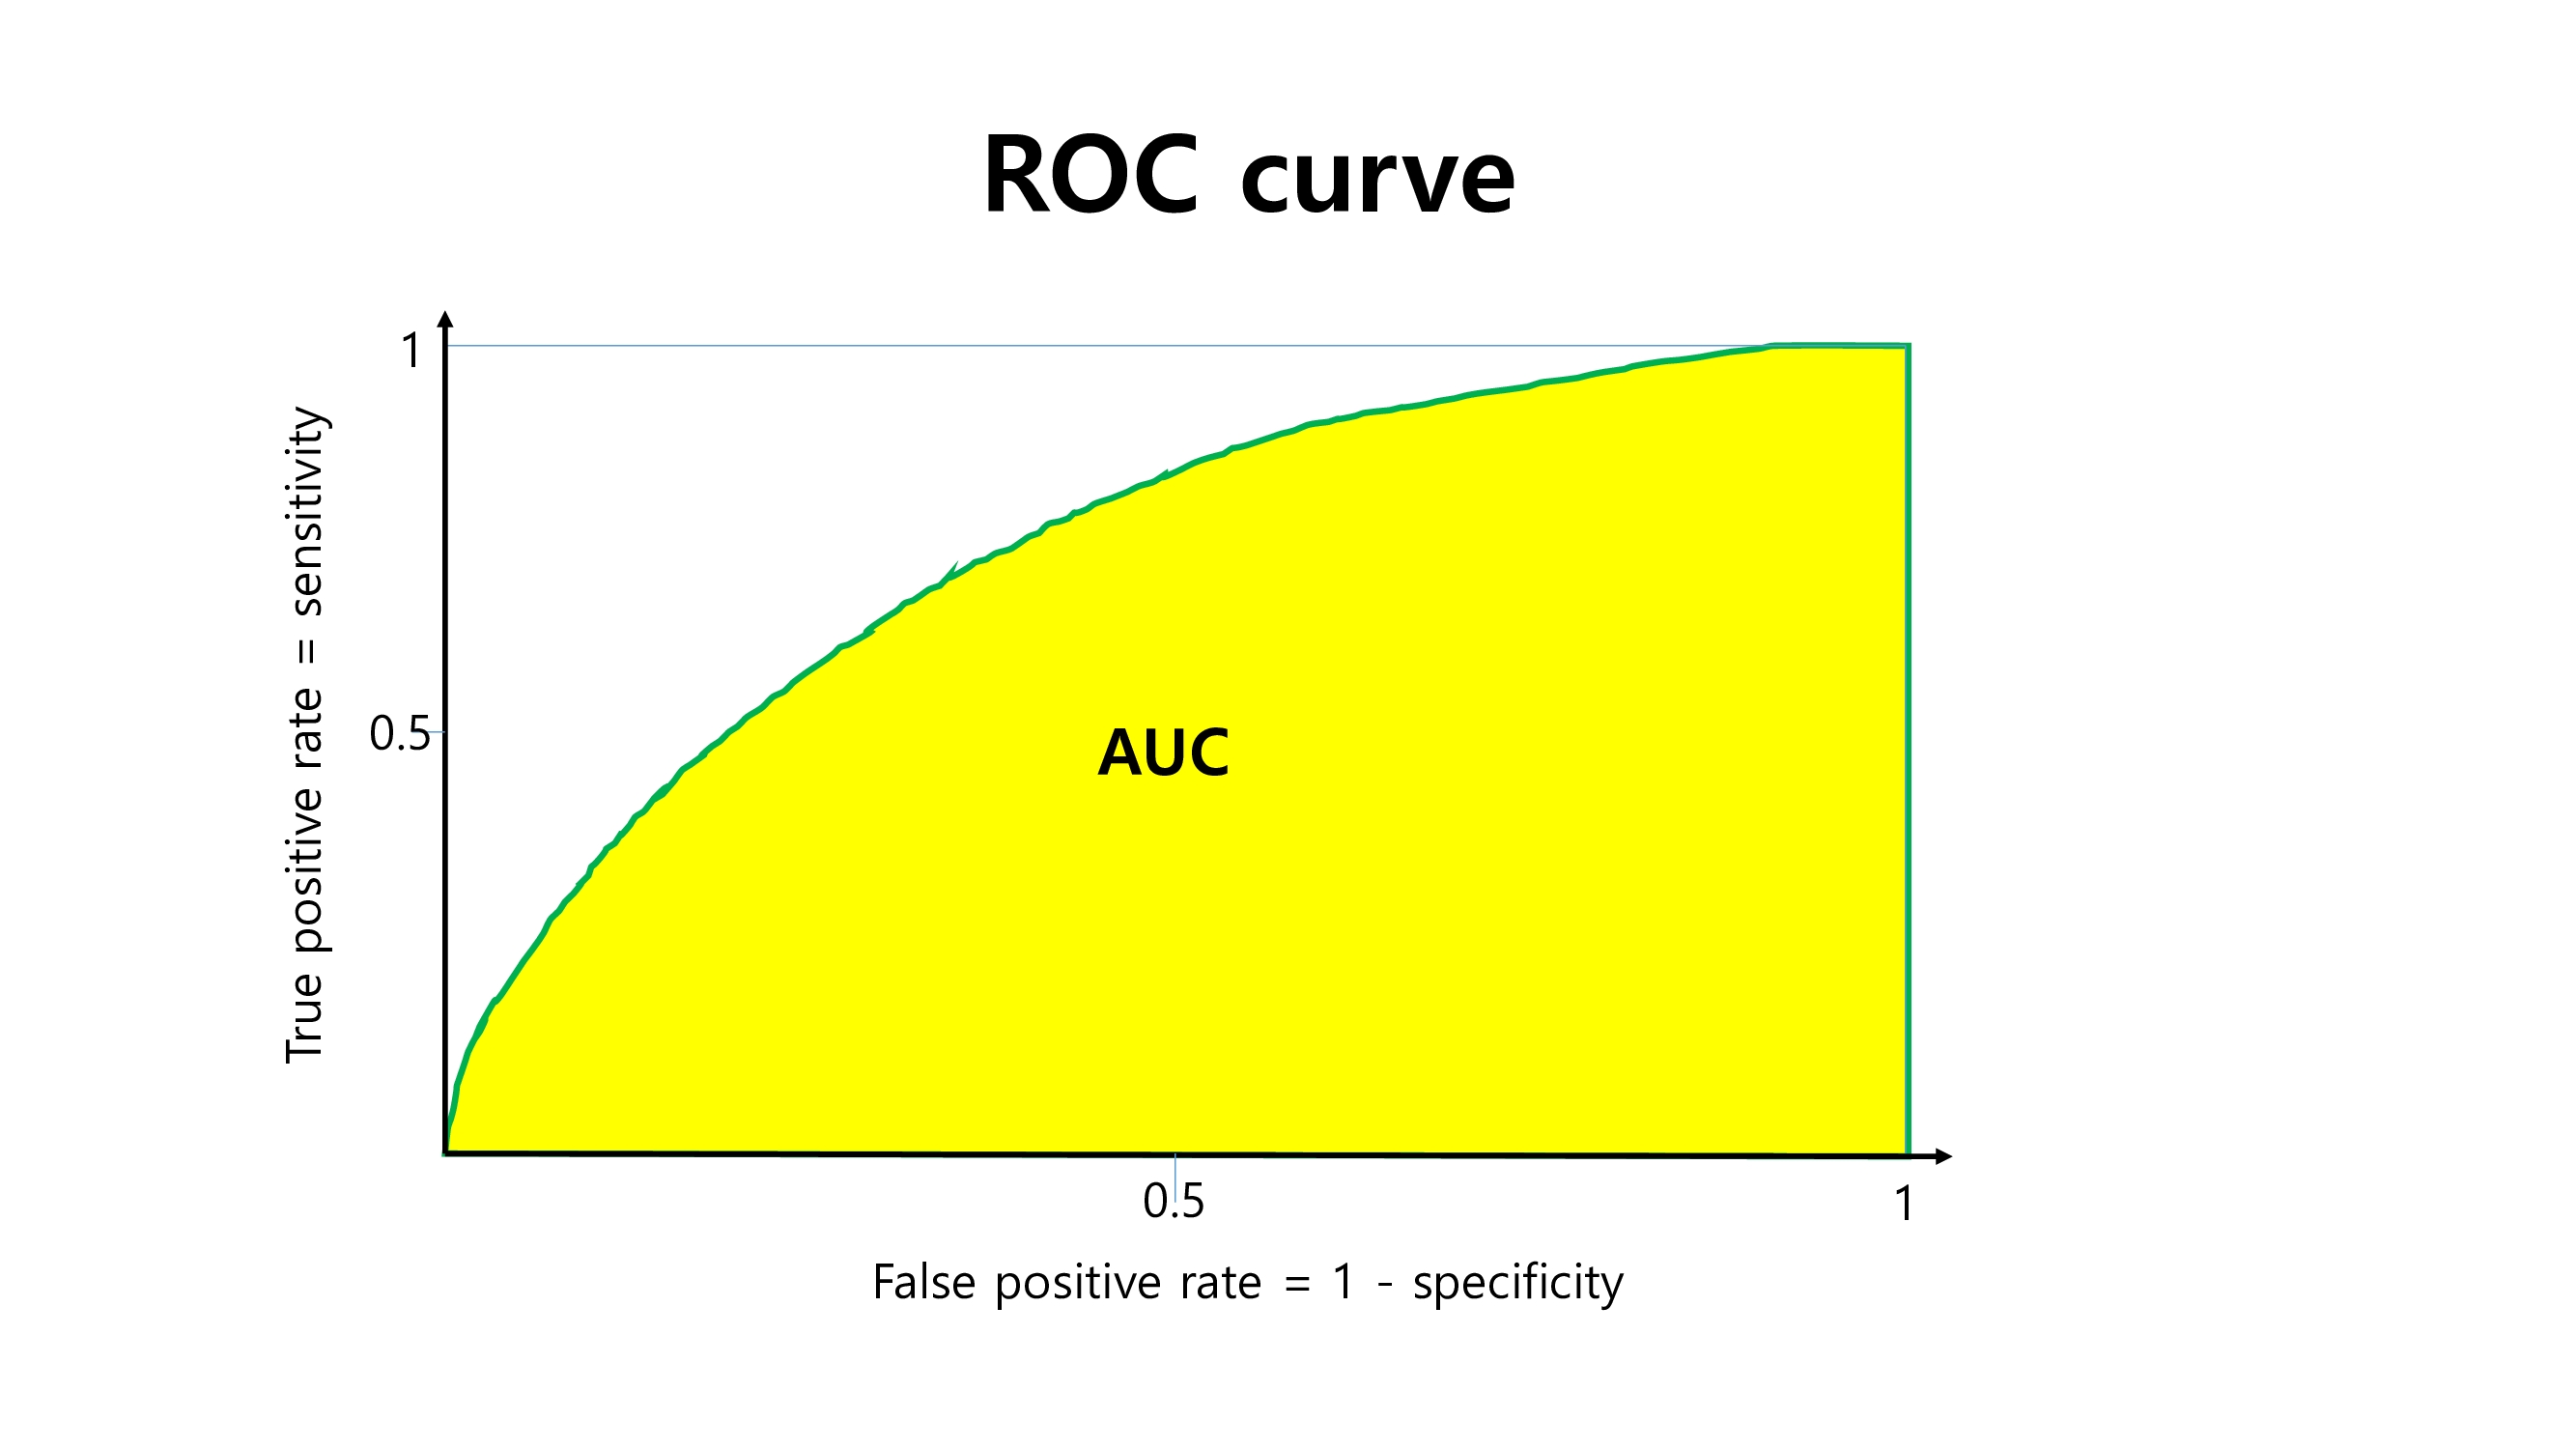 ROC curve
1
True positive rate = sensitivity
0.5
AUC
0.5
1
False positive rate = 1 - specificity